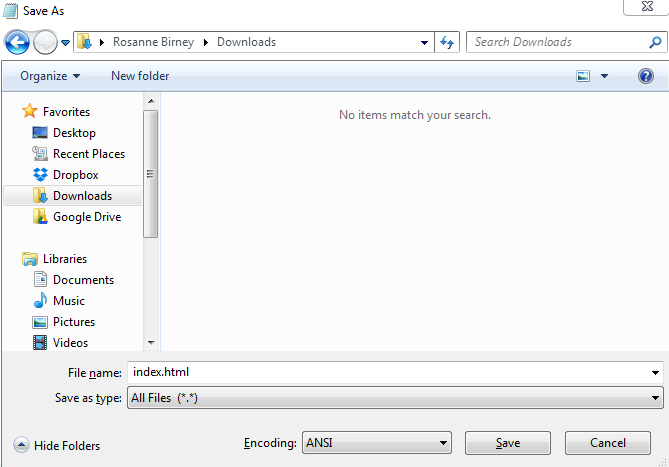 Save As
Rosanne Birney Downloads Search Downloads
Organize New folder
Favorites
Desktop
Recent Places
Dropbox
Downloads
Google Drive
Libraries
Documents
Music
Pictures
Videos
No items match your search.
File name: index.html
Save as type: All Files (*.*)
Hide Folders Encoding: ANSI Save Cancel